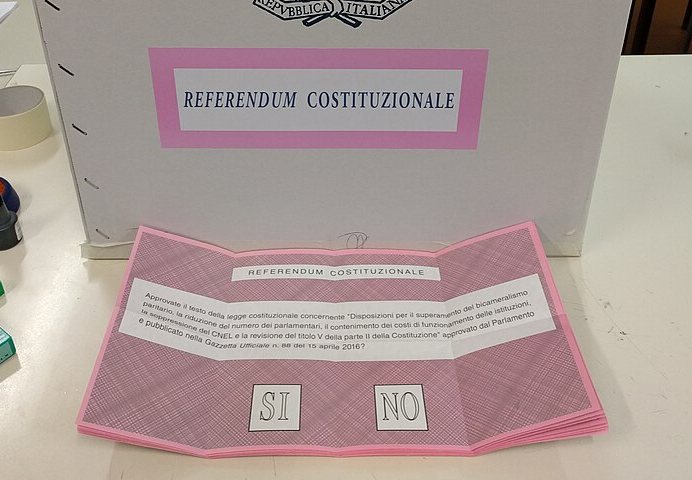 REPVBBLICA ITALIANA
REFERENDUM COSTITUZIONALE
REFERENDUM COSTITUZIONALE
Approvate il testo della legge costituzionale concernente "Disposizioni per il superamento del bicameralismo
paritario, la riduzione del numero dei parlamentari, il contenimento dei costi di funzionamento delle istituzioni,
la soppressione del CNEL e la revisione del titolo V della parte II della Costituzione" approvato dal Parlamento
e pubblicato nella Gazzetta Ufficiale n. 88 del 15 aprile 2016?
SI NO